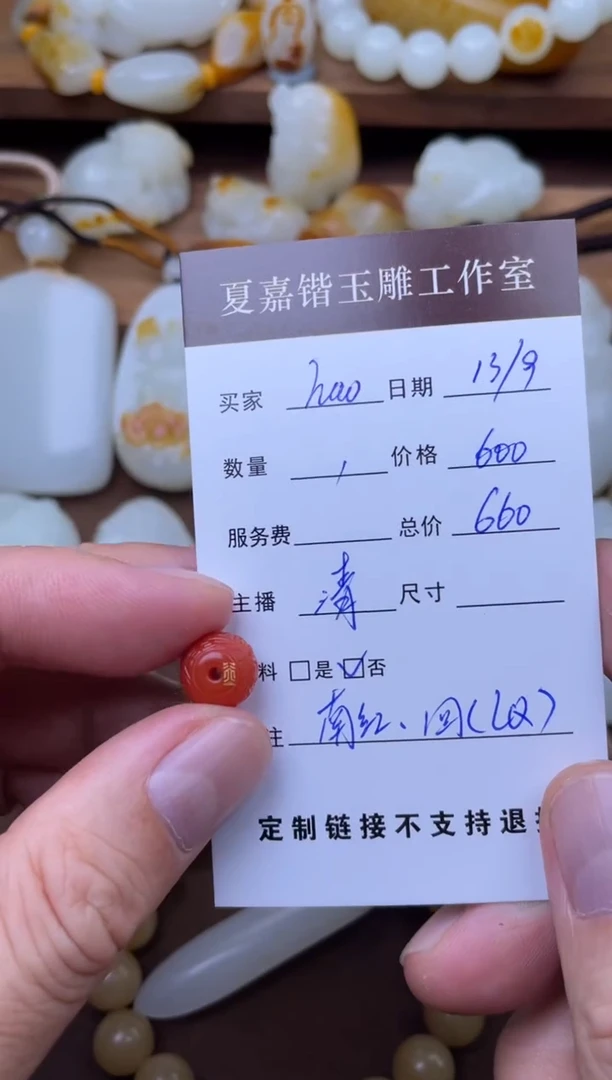 夏嘉锴玉雕工作室
买家 hao 日期 13/9
数量 1 价格 600
服务费 总价 660
主播 清 尺寸
料 □是 ☑否
注 南红、回(LQ)
定制链接不支持退